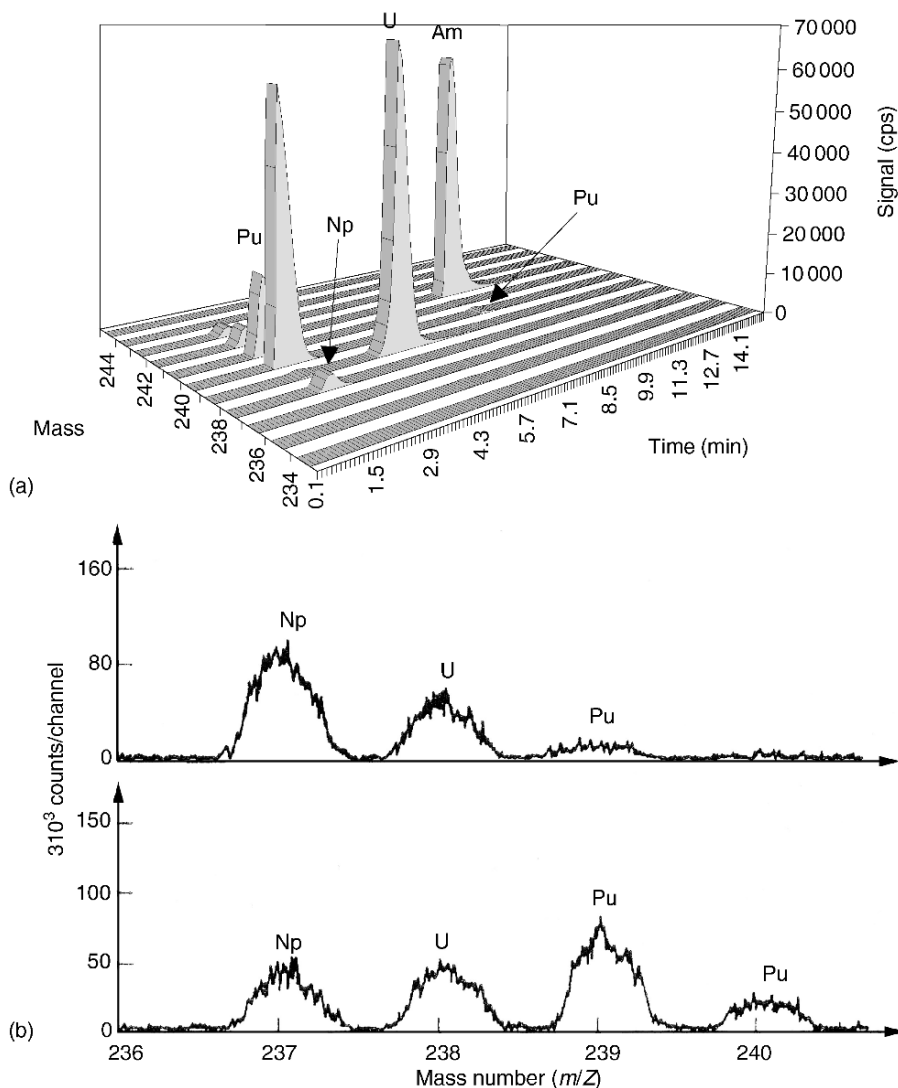 U
Am
Pu
Np
Pu
70 000
60 000
50 000
40 000
30 000
20 000
10 000
0
Signal (cps)
244
242
240
238
236
234
Mass
0.1
1.5
2.9
4.3
5.7
7.1
8.5
9.9
11.3
12.7
14.1
Time (min)
(a)
160
80
0
Np
U
Pu
310³ counts/channel
150
100
50
0
Np
U
Pu
Pu
(b)
236 237 238 239 240
Mass number (m/Z)